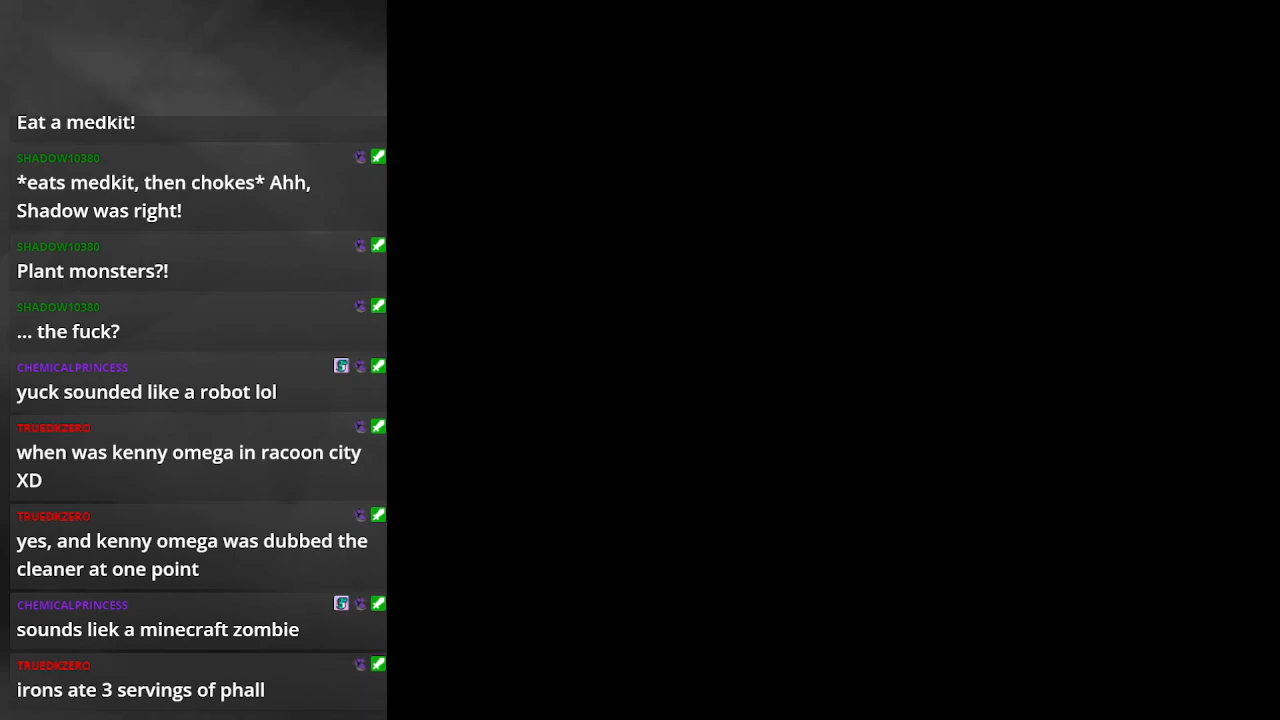 Eat a medkit!
SHADOW10380
*eats medkit, then chokes* Ahh,
Shadow was right!
SHADOW10380
Plant monsters?!
SHADOW10380
... the fuck?
CHEMICALPRINCESS
yuck sounded like a robot lol
TRUEDKZERO
when was kenny omega in racoon city
XD
TRUEDKZERO
yes, and kenny omega was dubbed the
cleaner at one point
CHEMICALPRINCESS
sounds liek a minecraft zombie
TRUEDKZERO
irons ate 3 servings of phall